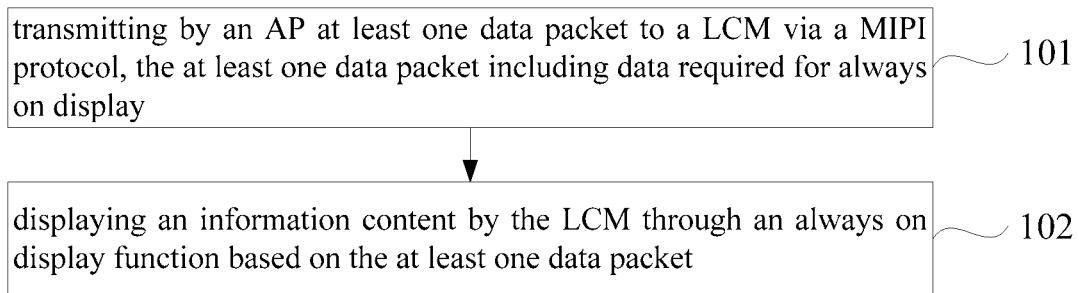 transmitting by an AP at least one data packet to a LCM via a MIPI
protocol, the at least one data packet including data required for always
on display
101
displaying an information content by the LCM through an always on
display function based on the at least one data packet
102